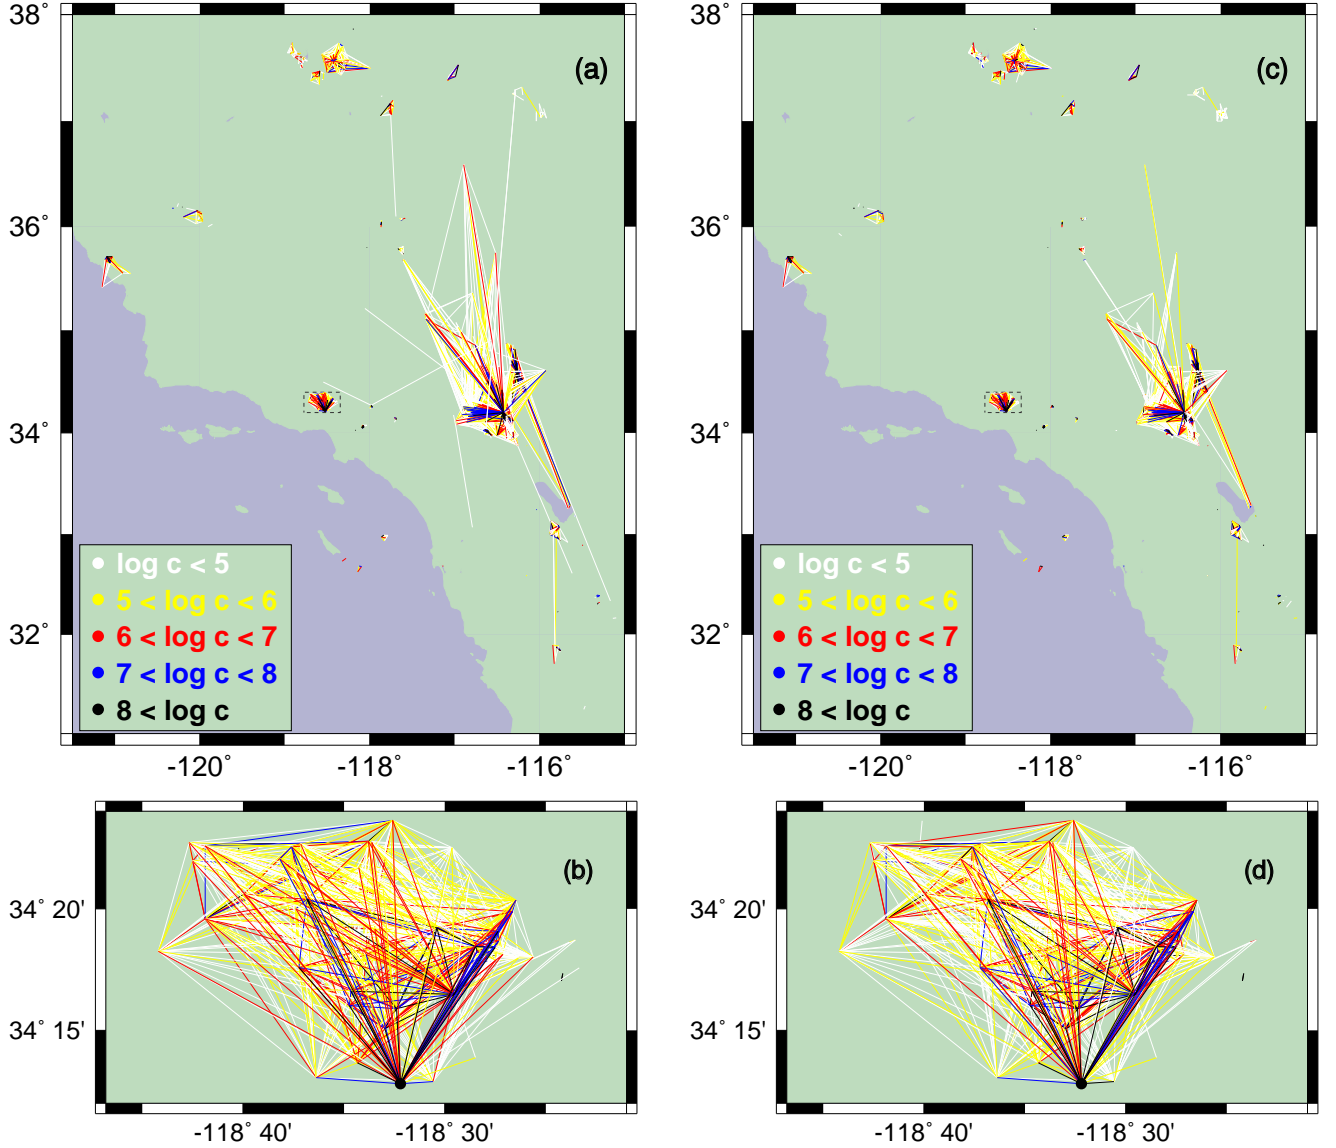 38°
(a)
36°
34°
32°
log c < 5
5 < log c < 6
6 < log c < 7
7 < log c < 8
8 < log c
-120° -118° -116°
38°
(c)
36°
34°
32°
log c < 5
5 < log c < 6
6 < log c < 7
7 < log c < 8
8 < log c
-120° -118° -116°
(b)
34° 20'
34° 15'
-118° 40' -118° 30'
(d)
34° 20'
34° 15'
-118° 40' -118° 30'